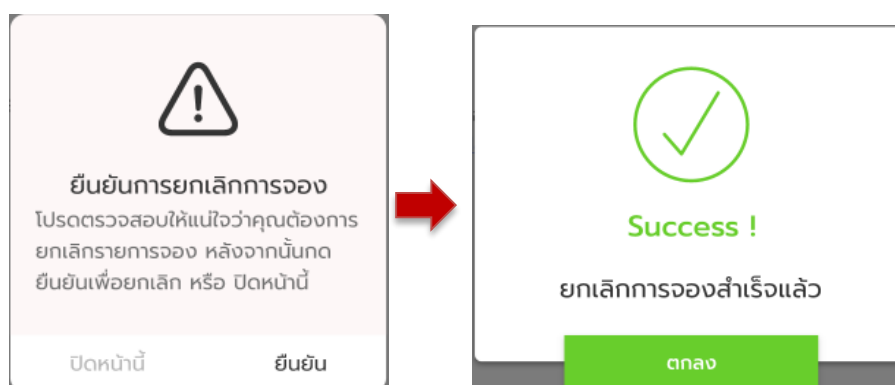 ยืนยันการยกเลิกการจอง
โปรดตรวจสอบให้แน่ใจว่าคุณต้องการ
ยกเลิกรายการจอง หลังจากนั้นกด
ยืนยันเพื่อยกเลิก หรือ ปิดหน้านี้
ปิดหน้านี้ ยืนยัน
Success !
ยกเลิกการจองสำเร็จแล้ว
ตกลง